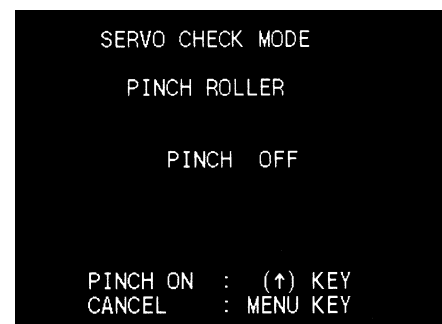 SERVO CHECK MODE
PINCH ROLLER
PINCH OFF
PINCH ON : (↑) KEY
CANCEL : MENU KEY